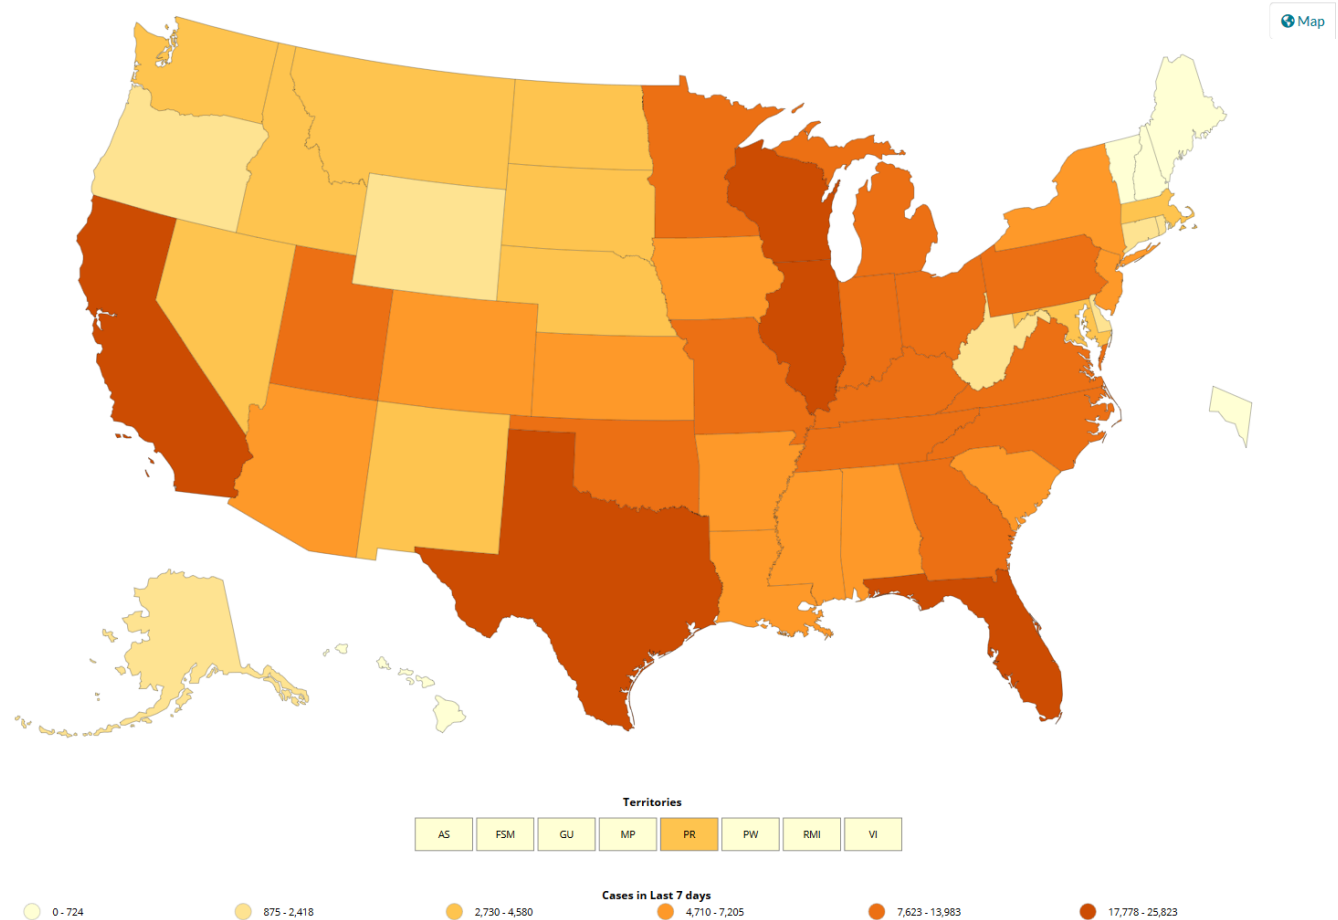 Map
Territories
AS FSM GU MP PR PW RMI VI
Cases in Last 7 days
0 - 724 875 - 2,418 2,730 - 4,580 4,710 - 7,205 7,623 - 13,983 17,778 - 25,823